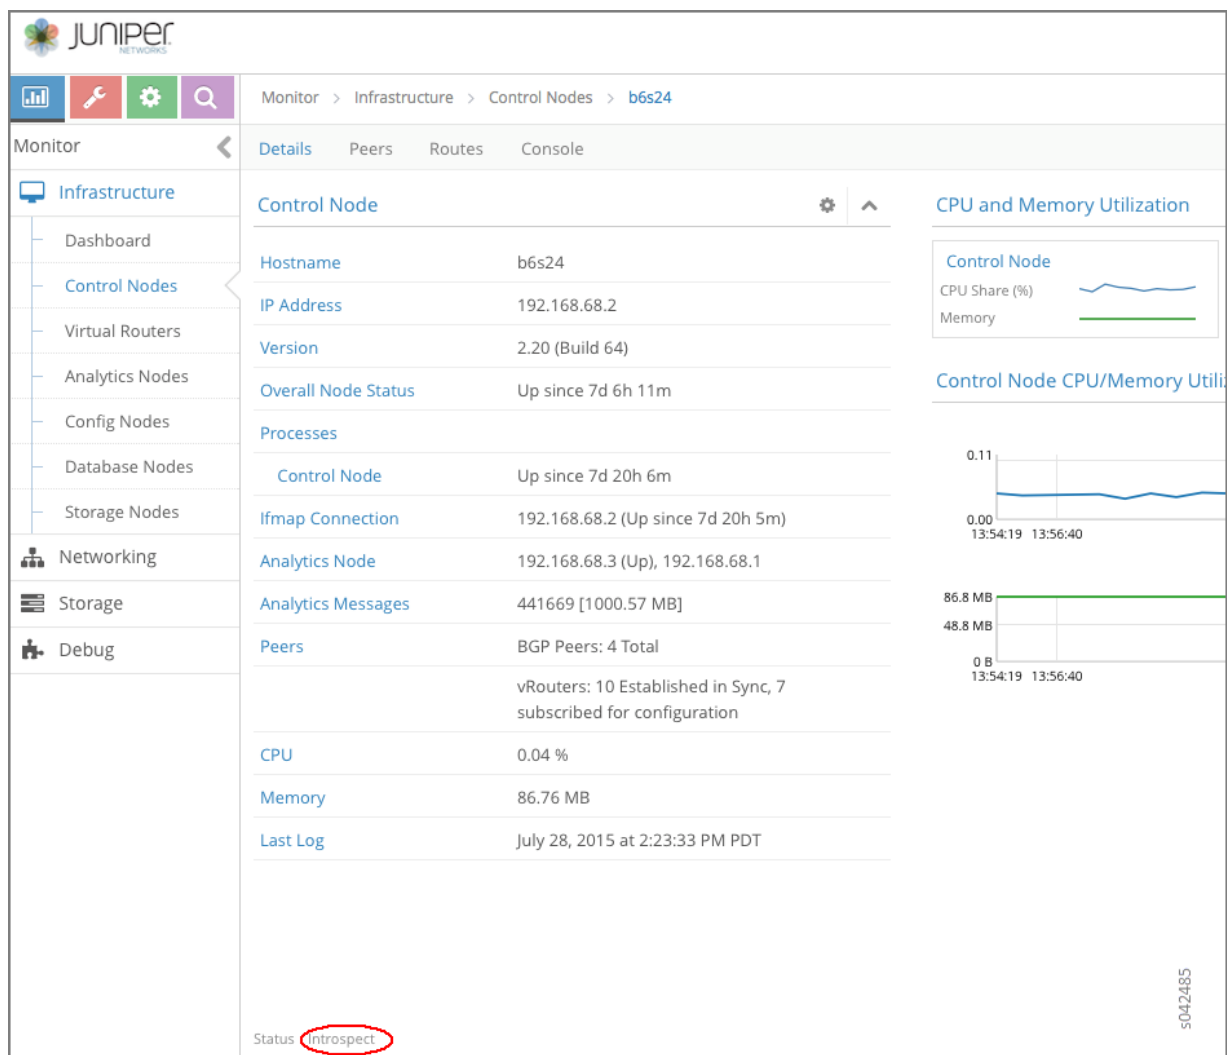 JUNIPER
NETWORKS
Monitor > Infrastructure > Control Nodes > b6s24
Monitor
Details Peers Routes Console
Infrastructure
Dashboard
Control Nodes
Virtual Routers
Analytics Nodes
Config Nodes
Database Nodes
Storage Nodes
Networking
Storage
Debug
Control Node
Hostname b6s24
IP Address 192.168.68.2
Version 2.20 (Build 64)
Overall Node Status Up since 7d 6h 11m
Processes
Control Node Up since 7d 20h 6m
Ifmap Connection 192.168.68.2 (Up since 7d 20h 5m)
Analytics Node 192.168.68.3 (Up), 192.168.68.1
Analytics Messages 441669 [1000.57 MB]
Peers BGP Peers: 4 Total
vRouters: 10 Established in Sync, 7
subscribed for configuration
CPU 0.04 %
Memory 86.76 MB
Last Log July 28, 2015 at 2:23:33 PM PDT
CPU and Memory Utilization
Control Node
CPU Share (%)
Memory
Control Node CPU/Memory Utili
0.11
0.00
13:54:19 13:56:40
86.8 MB
48.8 MB
0 B
13:54:19 13:56:40
Status Introspect
s042485